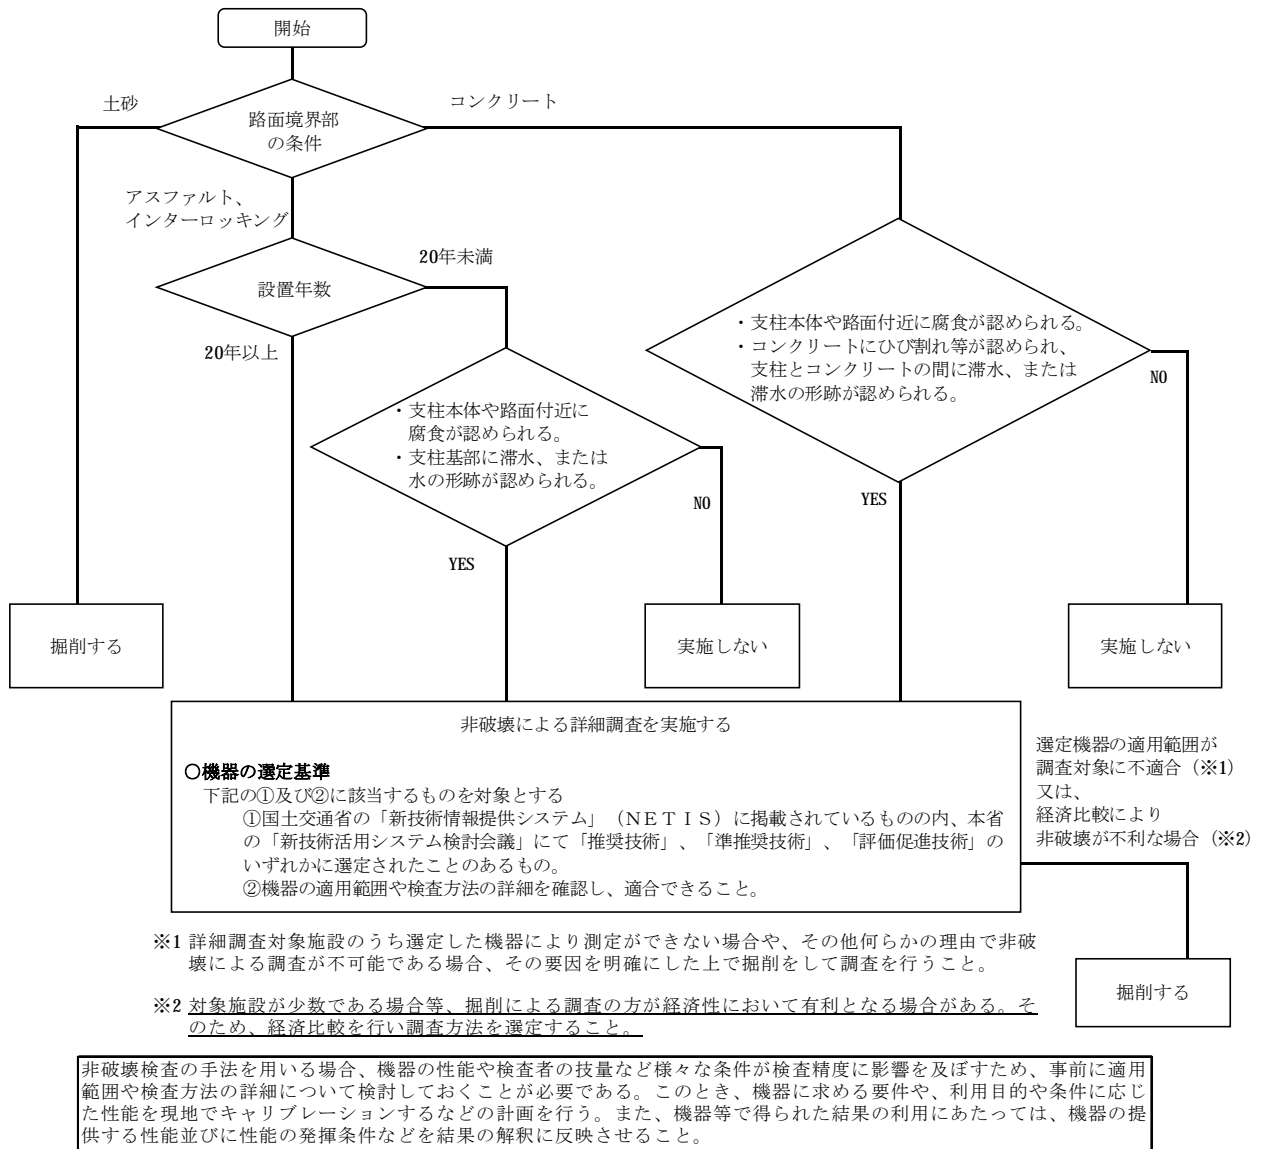 開始
土砂
コンクリート
路面境界部
の条件
アスファルト、
インターロッキング
20年未満
設置年数
20年以上
・支柱本体や路面付近に腐食が認められる。
・コンクリートにひび割れ等が認められ、
支柱とコンクリートの間に滞水、または
滞水の形跡が認められる。
NO
・支柱本体や路面付近に
腐食が認められる。
・支柱基部に滞水、または
水の形跡が認められる。
NO
YES
YES
掘削する
実施しない
実施しない
非破壊による詳細調査を実施する
○機器の選定基準
下記の①及び②に該当するものを対象とする
①国土交通省の「新技術情報提供システム」（ＮＥＴＩＳ）に掲載されているものの内、本省
の「新技術活用システム検討会議」にて「推奨技術」、「準推奨技術」、「評価促進技術」の
いずれかに選定されたことのあるもの。
②機器の適用範囲や検査方法の詳細を確認し、適合できること。
選定機器の適用範囲が
調査対象に不適合（※1）
又は、
経済比較により
非破壊が不利な場合（※2）
掘削する
※1 詳細調査対象施設のうち選定した機器により測定ができない場合や、その他何らかの理由で非破
壊による調査が不可能である場合、その要因を明確にした上で掘削をして調査を行うこと。
※2 対象施設が少数である場合等、掘削による調査の方が経済性において有利となる場合がある。そ
のため、経済比較を行い調査方法を選定すること。
非破壊検査の手法を用いる場合、機器の性能や検査者の技量など様々な条件が検査精度に影響を及ぼすため、事前に適用
範囲や検査方法の詳細について検討しておくことが必要である。このとき、機器に求める要件や、利用目的や条件に応じ
た性能を現地でキャリブレーションするなどの計画を行う。また、機器等で得られた結果の利用にあたっては、機器の提
供する性能並びに性能の発揮条件などを結果の解釈に反映させること。